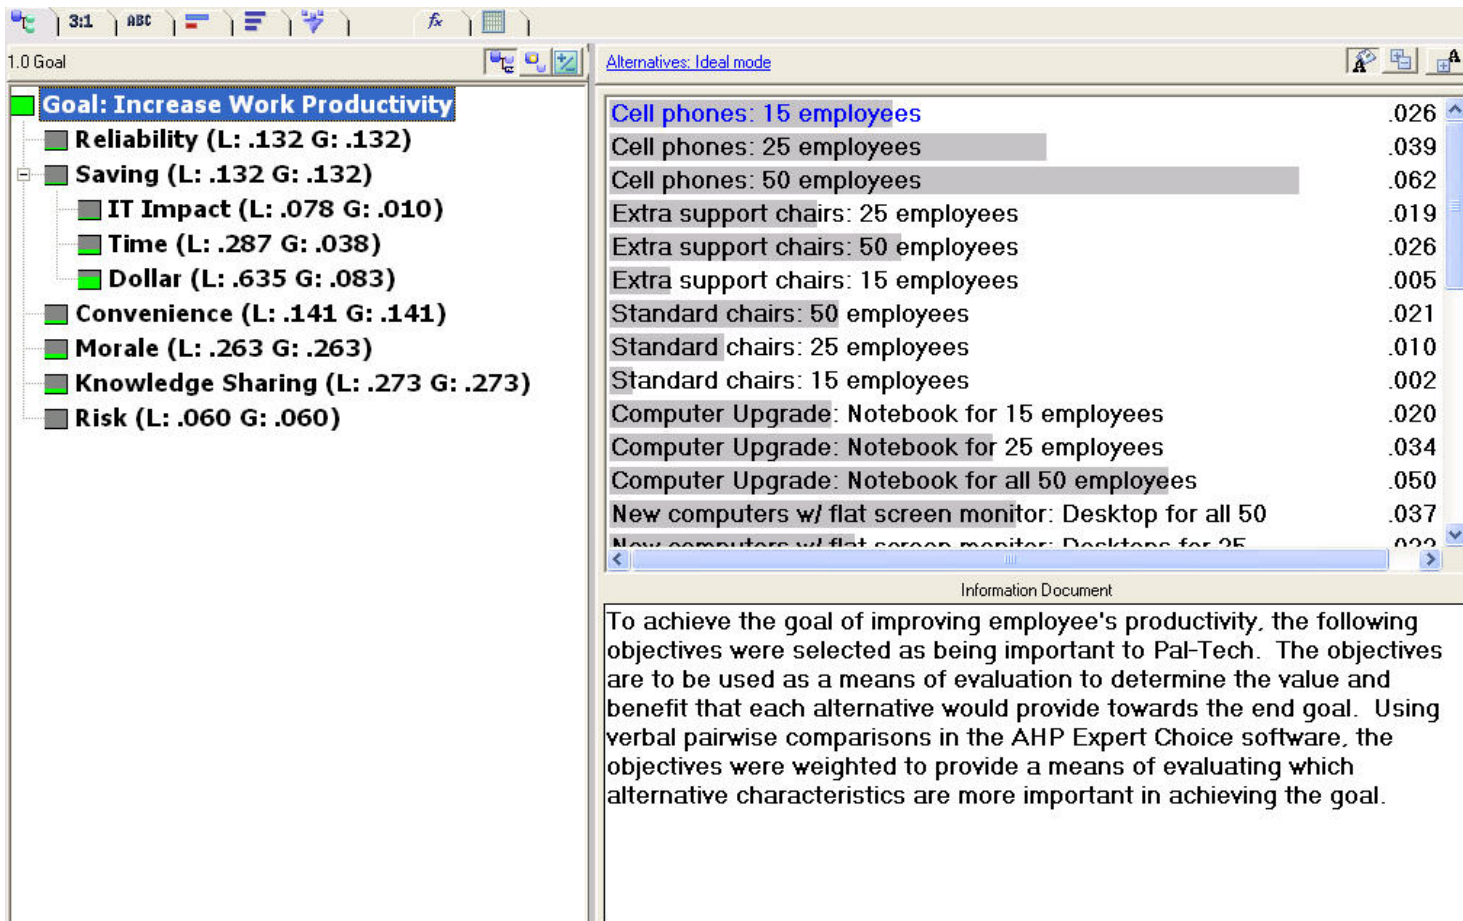 3:1 ABC fx
1.0 Goal
Goal: Increase Work Productivity
Reliability (L: .132 G: .132)
Saving (L: .132 G: .132)
IT Impact (L: .078 G: .010)
Time (L: .287 G: .038)
Dollar (L: .635 G: .083)
Convenience (L: .141 G: .141)
Morale (L: .263 G: .263)
Knowledge Sharing (L: .273 G: .273)
Risk (L: .060 G: .060)
Alternatives: Ideal mode
A A
Cell phones: 15 employees .026
Cell phones: 25 employees .039
Cell phones: 50 employees .062
Extra support chairs: 25 employees .019
Extra support chairs: 50 employees .026
Extra support chairs: 15 employees .005
Standard chairs: 50 employees .021
Standard chairs: 25 employees .010
Standard chairs: 15 employees .002
Computer Upgrade: Notebook for 15 employees .020
Computer Upgrade: Notebook for 25 employees .034
Computer Upgrade: Notebook for all 50 employees .050
New computers w/ flat screen monitor: Desktop for all 50 .037
New computers w/ flat screen monitor: Desktops for 25
Information Document
To achieve the goal of improving employee's productivity, the following
objectives were selected as being important to Pal-Tech.  The objectives
are to be used as a means of evaluation to determine the value and
benefit that each alternative would provide towards the end goal.  Using
verbal pairwise comparisons in the AHP Expert Choice software, the
objectives were weighted to provide a means of evaluating which
alternative characteristics are more important in achieving the goal.